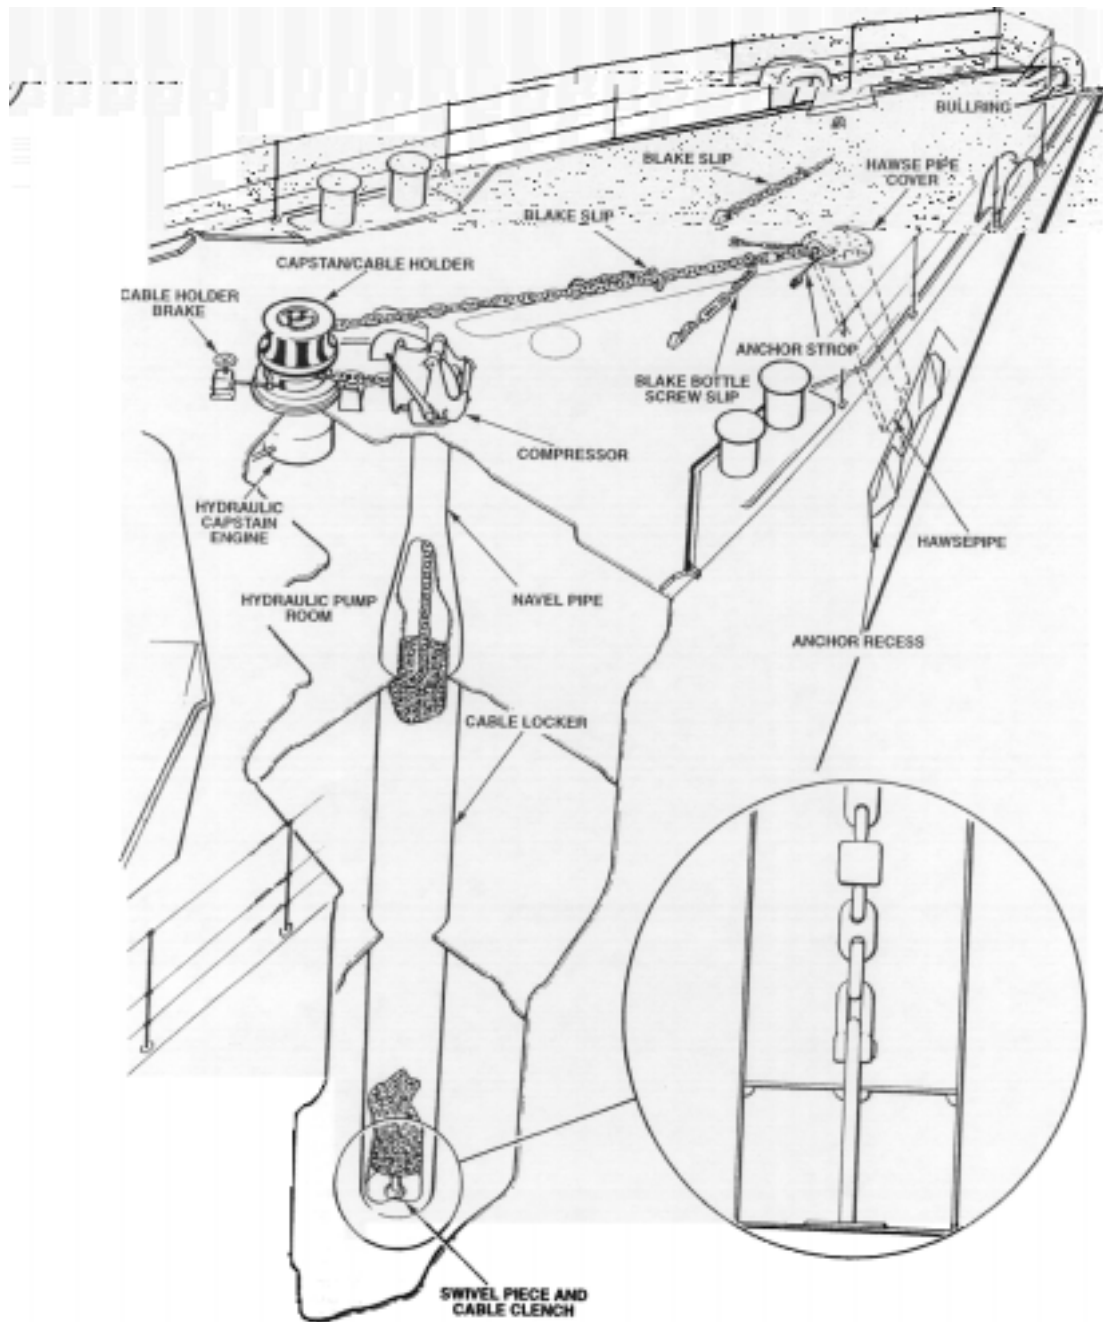 BULLRING
BLAKE SLIP
HAWSE PIPE
COVER
BLAKE SLIP
CAPSTAN/CABLE HOLDER
CABLE HOLDER
BRAKE
ANCHOR STROP
BLAKE BOTTLE
SCREW SLIP
COMPRESSOR
HYDRAULIC
CAPSTAIN
ENGINE
HAWSEPIPE
HYDRAULIC PUMP
ROOM
NAVEL PIPE
ANCHOR RECESS
CABLE LOCKER
SWIVEL PIECE AND
CABLE CLENCH